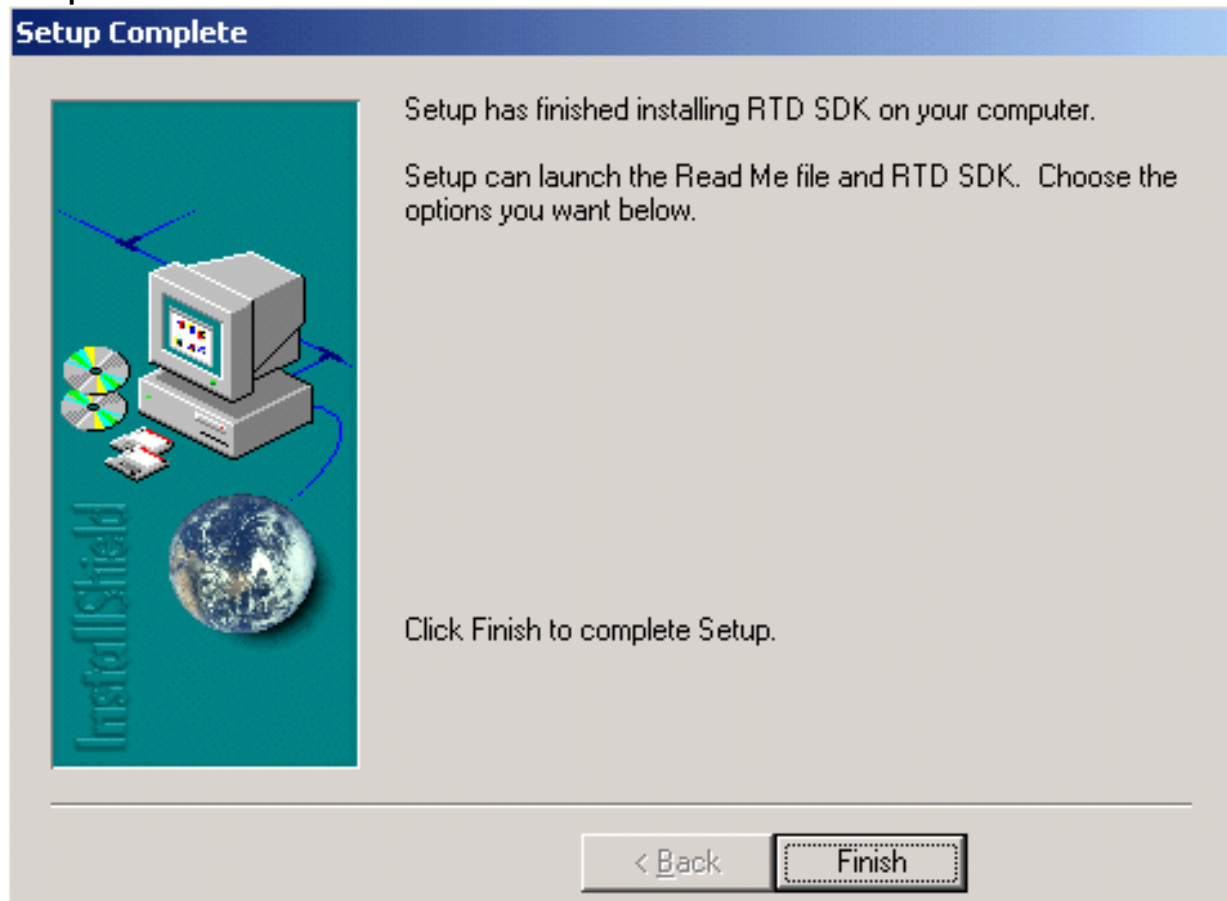 Setup Complete
Setup has finished installing RTD SDK on your computer.
Setup can launch the Read Me file and RTD SDK.  Choose the
options you want below.
InstallShield
Click Finish to complete Setup.
< Back
Finish